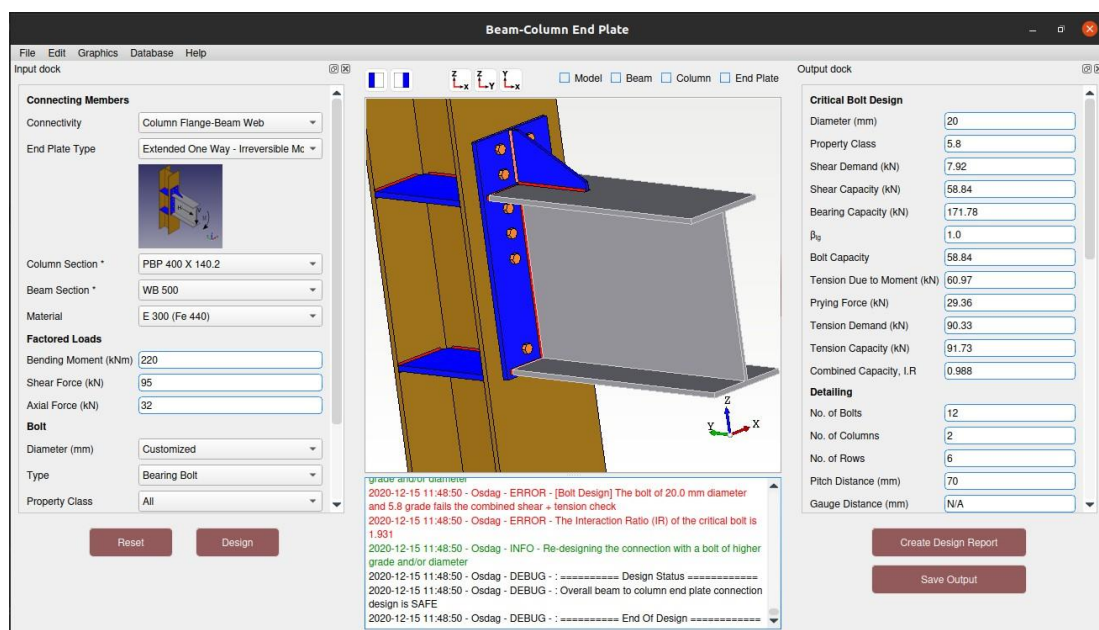 Beam-Column End Plate
File Edit Graphics Database Help
Input dock
Connecting Members
Connectivity Column Flange-Beam Web
End Plate Type Extended One Way - Irreversible Mc
Column Section * PBP 400 X 140.2
Beam Section * WB 500
Material E 300 (Fe 440)
Factored Loads
Bending Moment (kNm) 220
Shear Force (kN) 95
Axial Force (kN) 32
Bolt
Diameter (mm) Customized
Type Bearing Bolt
Property Class All
Reset Design
Z X Z Y Y X
Model Beam Column End Plate
Z
Y X
grade and/or diameter
2020-12-15 11:48:50 - Osdag - ERROR - [Bolt Design] The bolt of 20.0 mm diameter
and 5.8 grade fails the combined shear + tension check
2020-12-15 11:48:50 - Osdag - ERROR - The Interaction Ratio (IR) of the critical bolt is
1.931
2020-12-15 11:48:50 - Osdag - INFO - Re-designing the connection with a bolt of higher
grade and/or diameter
2020-12-15 11:48:50 - Osdag - DEBUG - : ========== Design Status ============
2020-12-15 11:48:50 - Osdag - DEBUG - : Overall beam to column end plate connection
design is SAFE
2020-12-15 11:48:50 - Osdag - DEBUG - : ========== End Of Design ============
Output dock
Critical Bolt Design
Diameter (mm) 20
Property Class 5.8
Shear Demand (kN) 7.92
Shear Capacity (kN) 58.84
Bearing Capacity (kN) 171.78
βlg 1.0
Bolt Capacity 58.84
Tension Due to Moment (kN) 60.97
Prying Force (kN) 29.36
Tension Demand (kN) 90.33
Tension Capacity (kN) 91.73
Combined Capacity, I.R 0.988
Detailing
No. of Bolts 12
No. of Columns 2
No. of Rows 6
Pitch Distance (mm) 70
Gauge Distance (mm) N/A
Create Design Report
Save Output